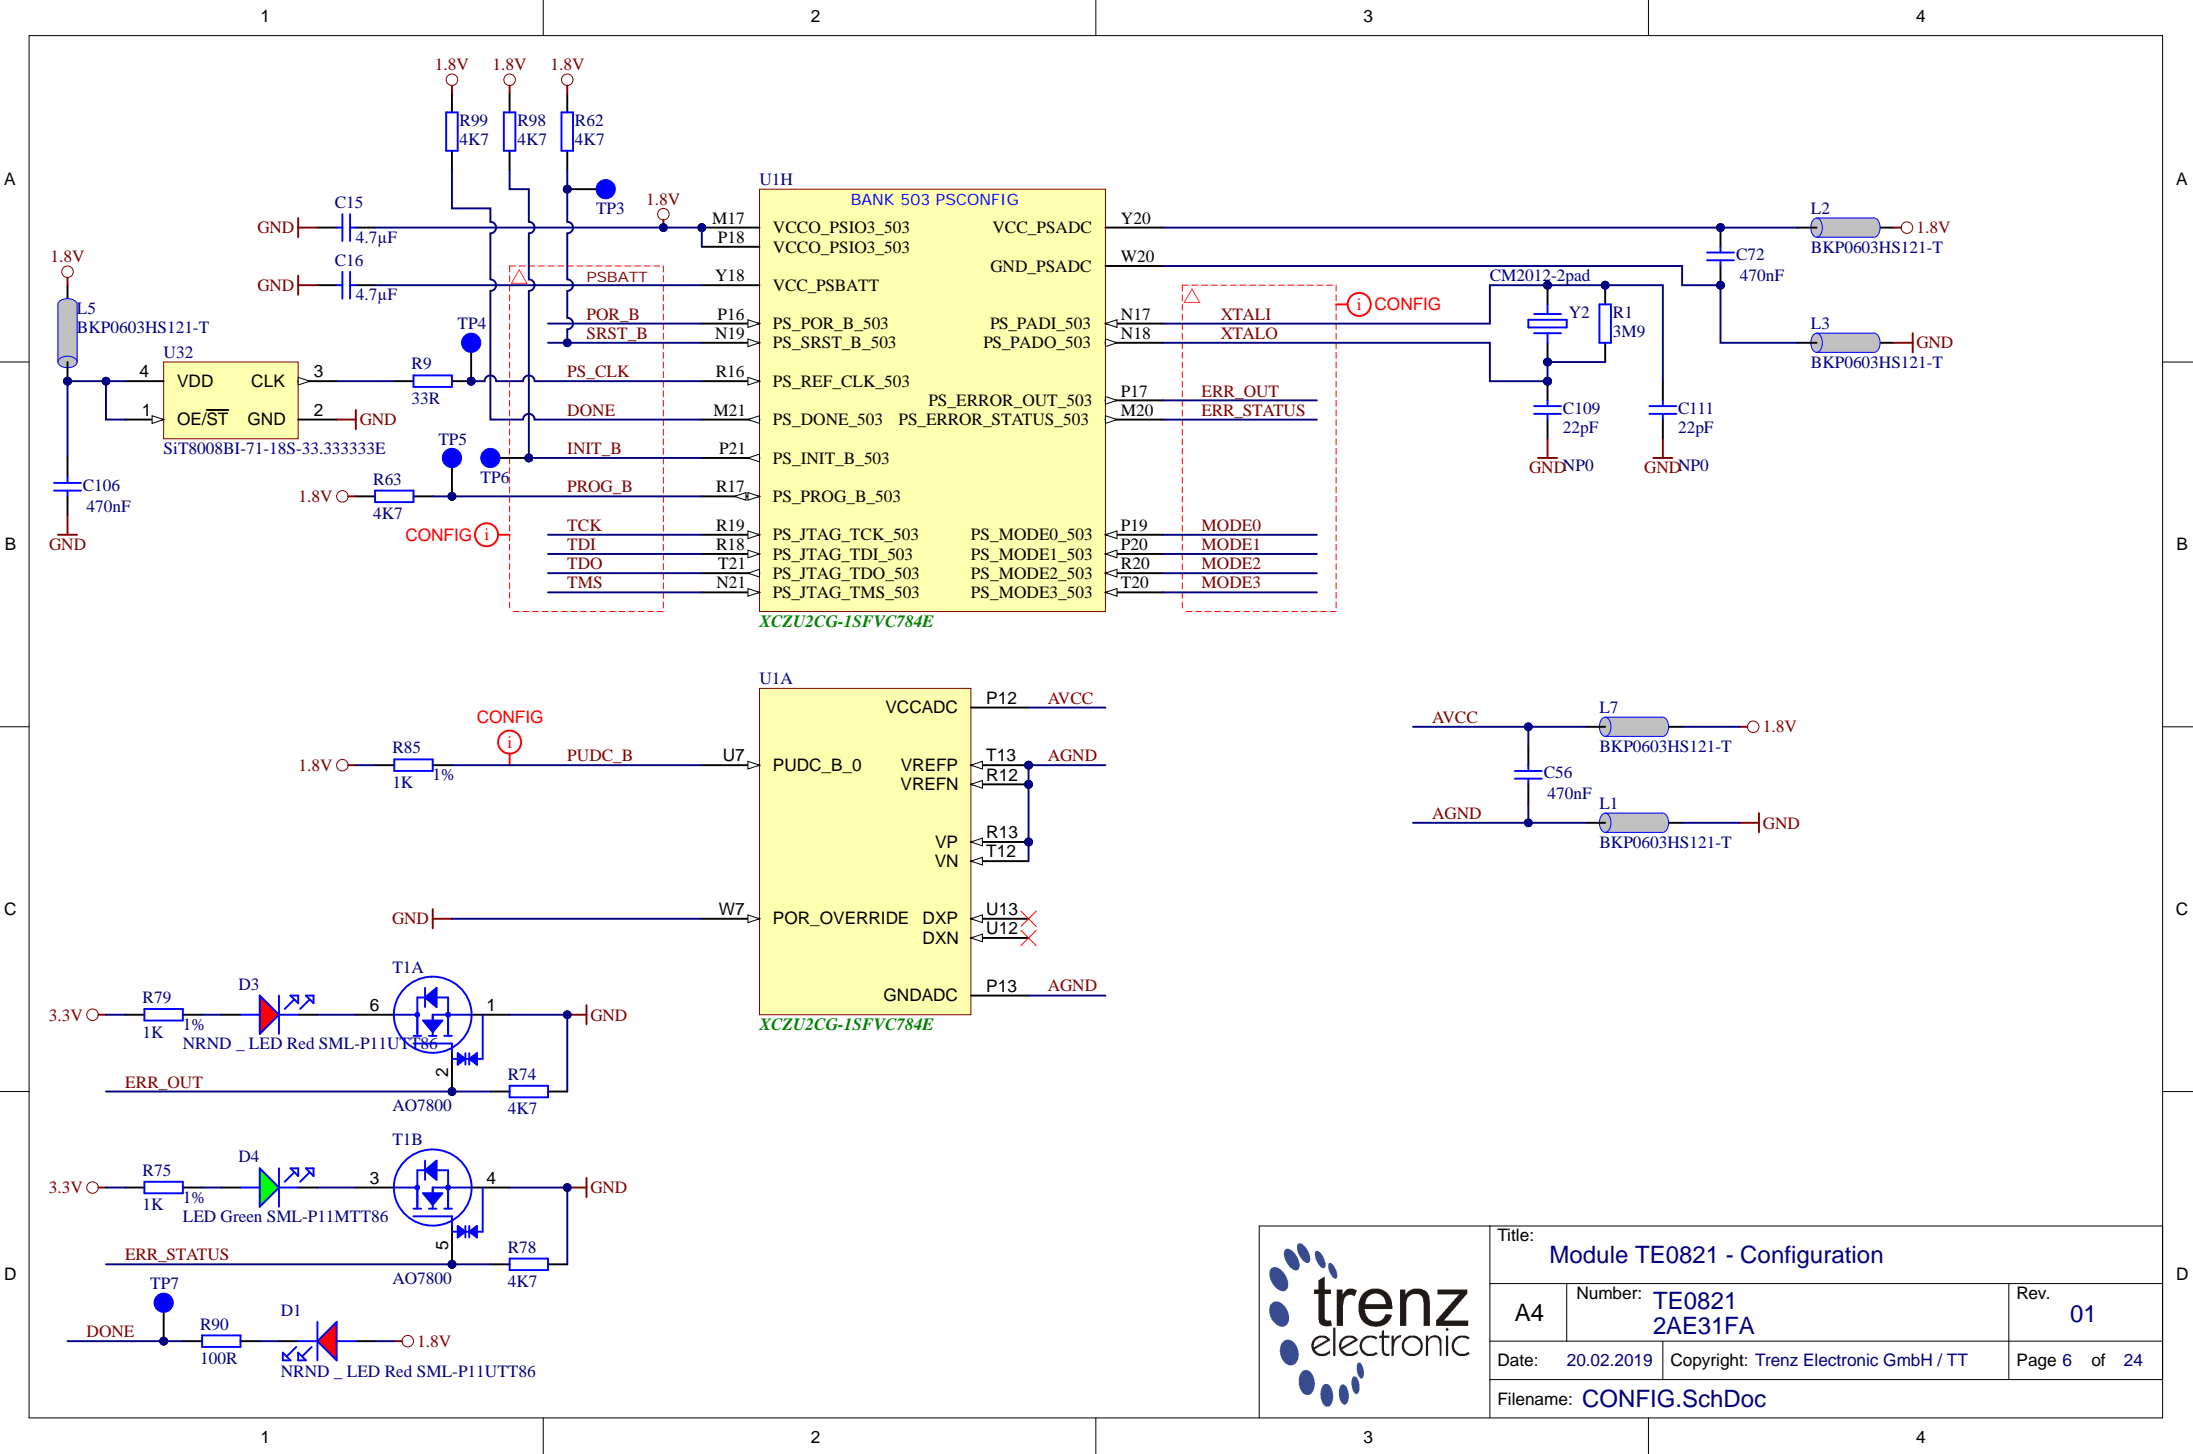 1 2 3 4
A
A
B
B
C
C
D
D
1.8V 1.8V 1.8V
R99 R98 R62
4K7 4K7 4K7
TP3
C15
GND
4.7µF
1.8V
C16
GND
4.7µF
PSBATT
1.8V
L5
BKP0603HS121-T
U32
4 VDD CLK 3
1 OE/ST GND 2 GND
SiT8008BI-71-18S-33.333333E
C106
470nF
GND
TP4
R9
33R
TP5
TP6
1.8V
R63
4K7
CONFIG
POR_B
SRST_B
PS_CLK
DONE
INIT_B
PROG_B
TCK
TDI
TDO
TMS
U1H
BANK 503 PSCONFIG
M17 VCCO_PSIO3_503 VCC_PSADC Y20
P18 VCCO_PSIO3_503
GND_PSADC W20
Y18 VCC_PSBATT
P16 PS_POR_B_503 PS_PADI_503 N17 XTALI
N19 PS_SRST_B_503 PS_PADO_503 N18 XTALO
R16 PS_REF_CLK_503
PS_ERROR_OUT_503 P17 ERR_OUT
M21 PS_DONE_503 PS_ERROR_STATUS_503 M20 ERR_STATUS
P21 PS_INIT_B_503
R17 PS_PROG_B_503
R19 PS_JTAG_TCK_503 PS_MODE0_503 P19 MODE0
R18 PS_JTAG_TDI_503 PS_MODE1_503 P20 MODE1
T21 PS_JTAG_TDO_503 PS_MODE2_503 R20 MODE2
N21 PS_JTAG_TMS_503 PS_MODE3_503 T20 MODE3
XCZU2CG-1SFVC784E
i CONFIG
CM2012-2pad
Y2 R1
3M9
C109
22pF
GND NP0
C111
22pF
GND NP0
L2
1.8V
BKP0603HS121-T
C72
470nF
L3
GND
BKP0603HS121-T
U1A
VCCADC P12 AVCC
CONFIG
i
1.8V R85 1%
1K
PUDC_B
U7 PUDC_B_0 VREFP T13 AGND
VREFN R12
VP R13
VN T12
GND W7 POR_OVERRIDE DXP U13
DXN U12
GNDADC P13 AGND
XCZU2CG-1SFVC784E
AVCC L7 1.8V
BKP0603HS121-T
C56
470nF
AGND L1 GND
BKP0603HS121-T
T1A
3.3V R79 1% D3 6 1 GND
1K
NRND _ LED Red SML-P11UTT86
2
ERR_OUT
R74
4K7
AO7800
T1B
3.3V R75 1% D4 3 4 GND
1K
LED Green SML-P11MTT86
5
ERR_STATUS
R78
4K7
AO7800
TP7
DONE R90 D1 1.8V
100R
NRND _ LED Red SML-P11UTT86
trenz
electronic
Title:
Module TE0821 - Configuration
A4 Number: TE0821
2AE31FA
Rev.
01
Date: 20.02.2019 Copyright: Trenz Electronic GmbH / TT Page 6 of 24
Filename: CONFIG.SchDoc
1 2 3 4